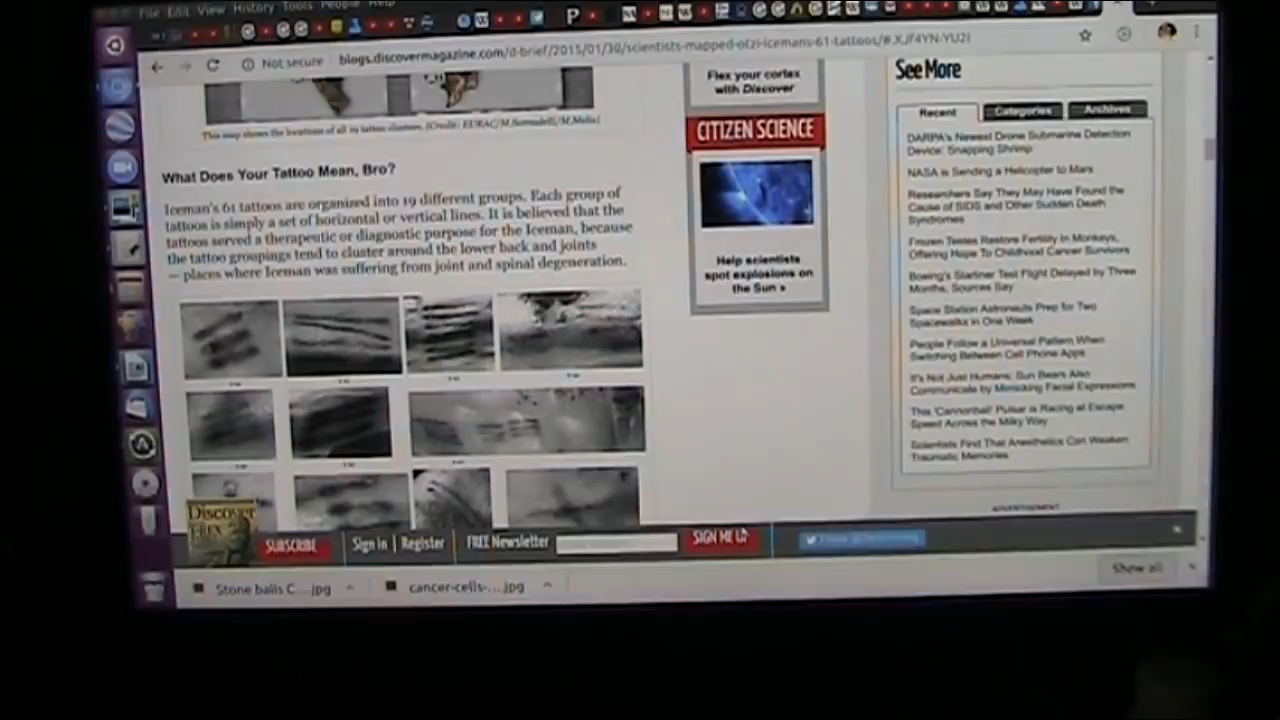 File Edit View History Tools People Help
Not secure
blogs.discovermagazine.com/d-brief/2015/01/30/scientists-mapped-otzi-icemans-61-tattoos/#.XJf4YN-YU2I
This map shows the locations of all 19 tattoo clusters. (Credit: EURAC/M.Samadelli/M.Melis)
What Does Your Tattoo Mean, Bro?
Iceman's 61 tattoos are organized into 19 different groups. Each group of
tattoos is simply a set of horizontal or vertical lines. It is believed that the
tattoos served a therapeutic or diagnostic purpose for the Iceman, because
the tattoo groupings tend to cluster around the lower back and joints
— places where Iceman was suffering from joint and spinal degeneration.
Flex your cortex
with Discover
CITIZEN SCIENCE
Help scientists
spot explosions on
the Sun »
See More
Recent
Categories
Archives
DARPA's Newest Drone Submarine Detection
Device: Snapping Shrimp
NASA is Sending a Helicopter to Mars
Researchers Say They May Have Found the
Cause of SIDS and Other Sudden Death
Syndromes
Frozen Testes Restore Fertility In Monkeys,
Offering Hope To Childhood Cancer Survivors
Boeing's Starliner Test Flight Delayed by Three
Months, Sources Say
Space Station Astronauts Prep for Two
Spacewalks in One Week
People Follow a Universal Pattern When
Switching Between Cell Phone Apps
It's Not Just Humans: Sun Bears Also
Communicate by Mimicking Facial Expressions
This 'Cannonball' Pulsar is Racing at Escape
Speed Across the Milky Way
Scientists Find That Anesthetics Can Weaken
Traumatic Memories
ADVERTISEMENT
Discover
SUBSCRIBE
Sign in | Register
FREE Newsletter
SIGN ME UP
Stone balls C....jpg
cancer-cells-....jpg
Show all